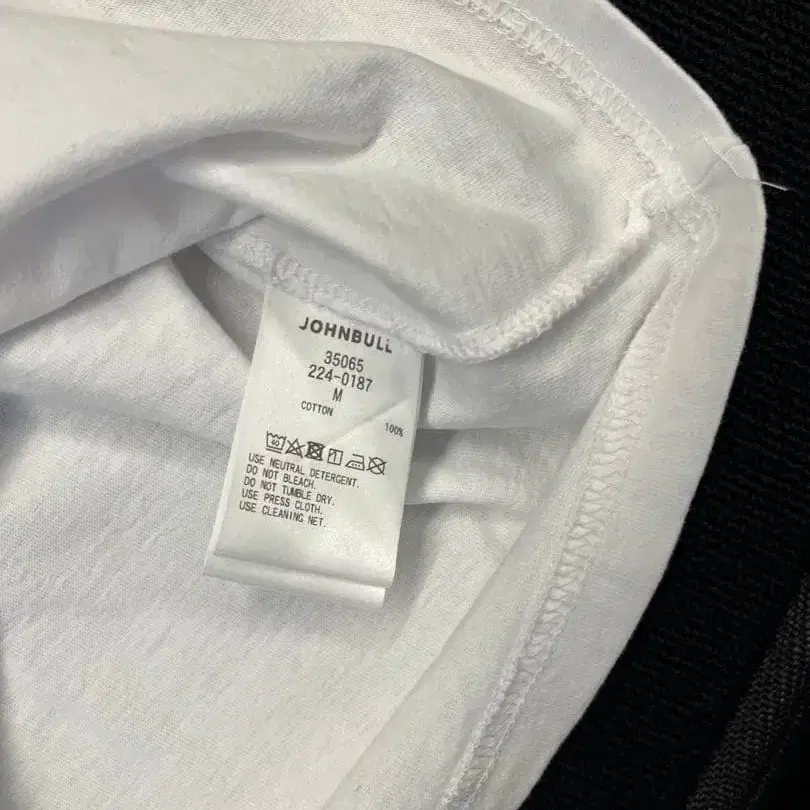 JOHNBULL
35065
224-0187
M
COTTON
100%
40
USE NEUTRAL DETERGENT.
DO NOT BLEACH.
DO NOT TUMBLE DRY.
USE PRESS CLOTH.
USE CLEANING NET.